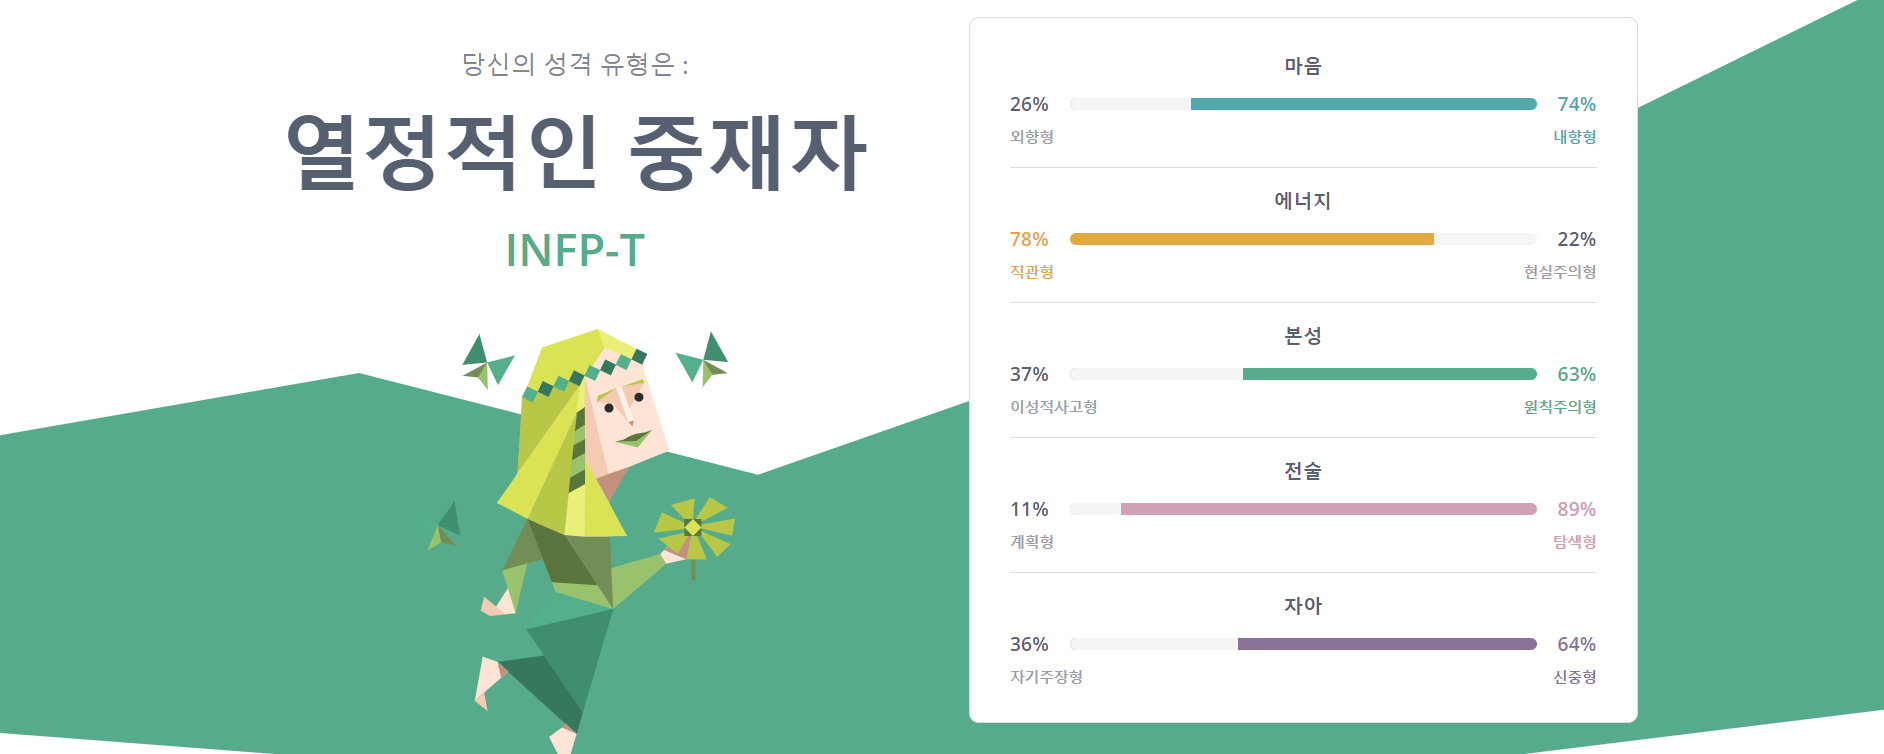 당신의 성격 유형은 :
열정적인 중재자
INFP-T
마음
26% 74%
외향형 내향형
에너지
78% 22%
직관형 현실주의형
본성
37% 63%
이성적사고형 원칙주의형
전술
11% 89%
계획형 탐색형
자아
36% 64%
자기주장형 신중형